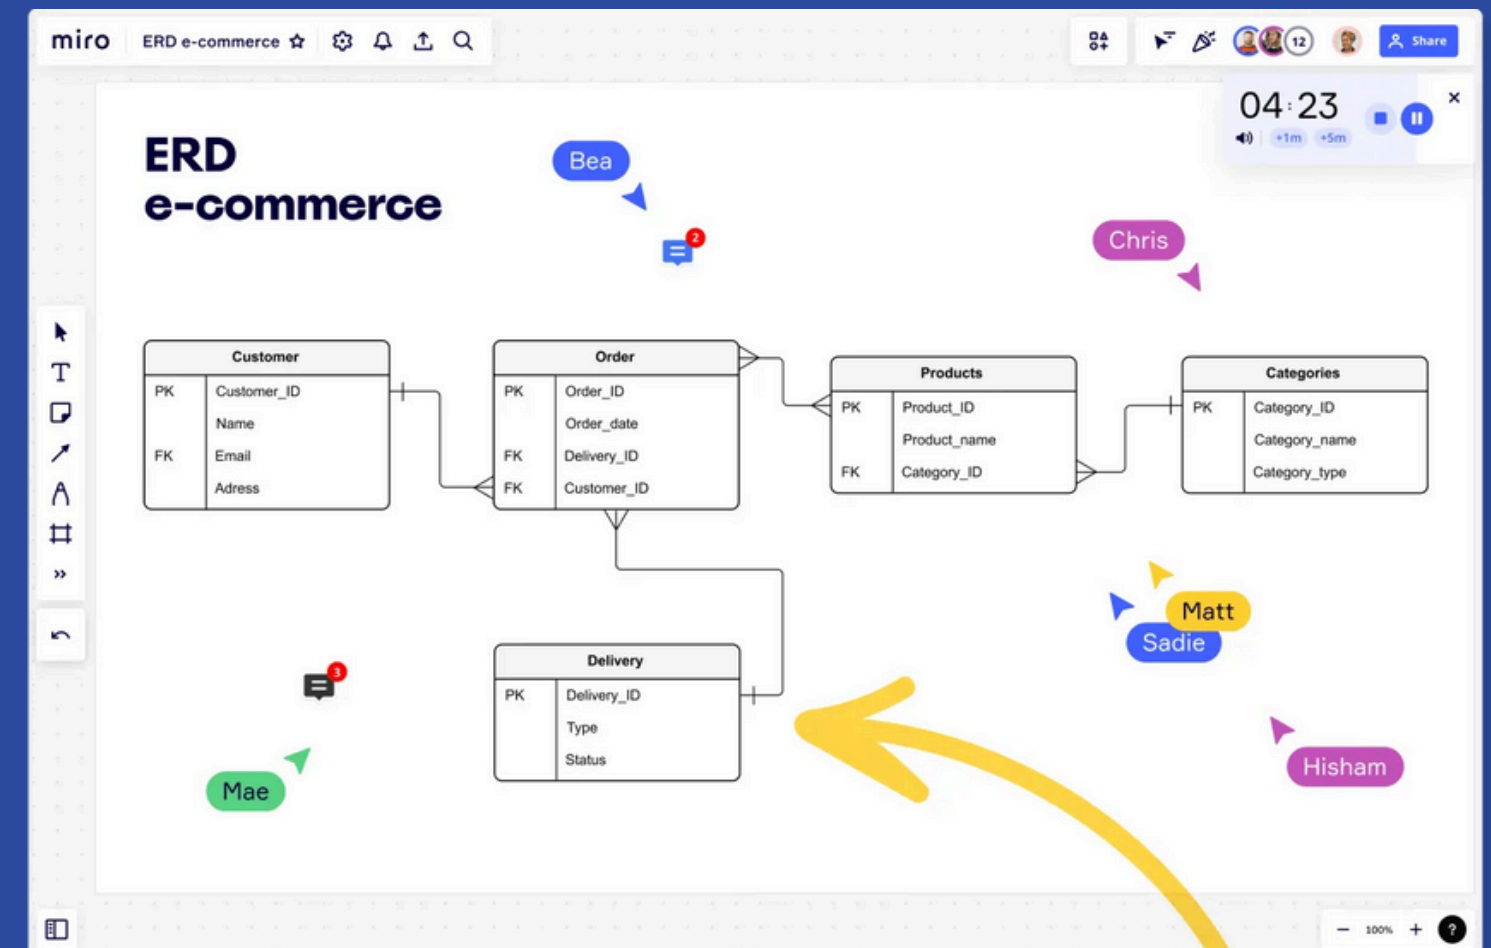 miro
ERD e-commerce
12
Share
04:23
+1m
+5m
ERD
e-commerce
Bea
2
Chris
Customer
PK Customer_ID
Name
FK Email
Adress
Order
PK Order_ID
Order_date
FK Delivery_ID
FK Customer_ID
Products
PK Product_ID
Product_name
FK Category_ID
Categories
PK Category_ID
Category_name
Category_type
Matt
Sadie
Delivery
PK Delivery_ID
Type
Status
3
Mae
Hisham
100%
?